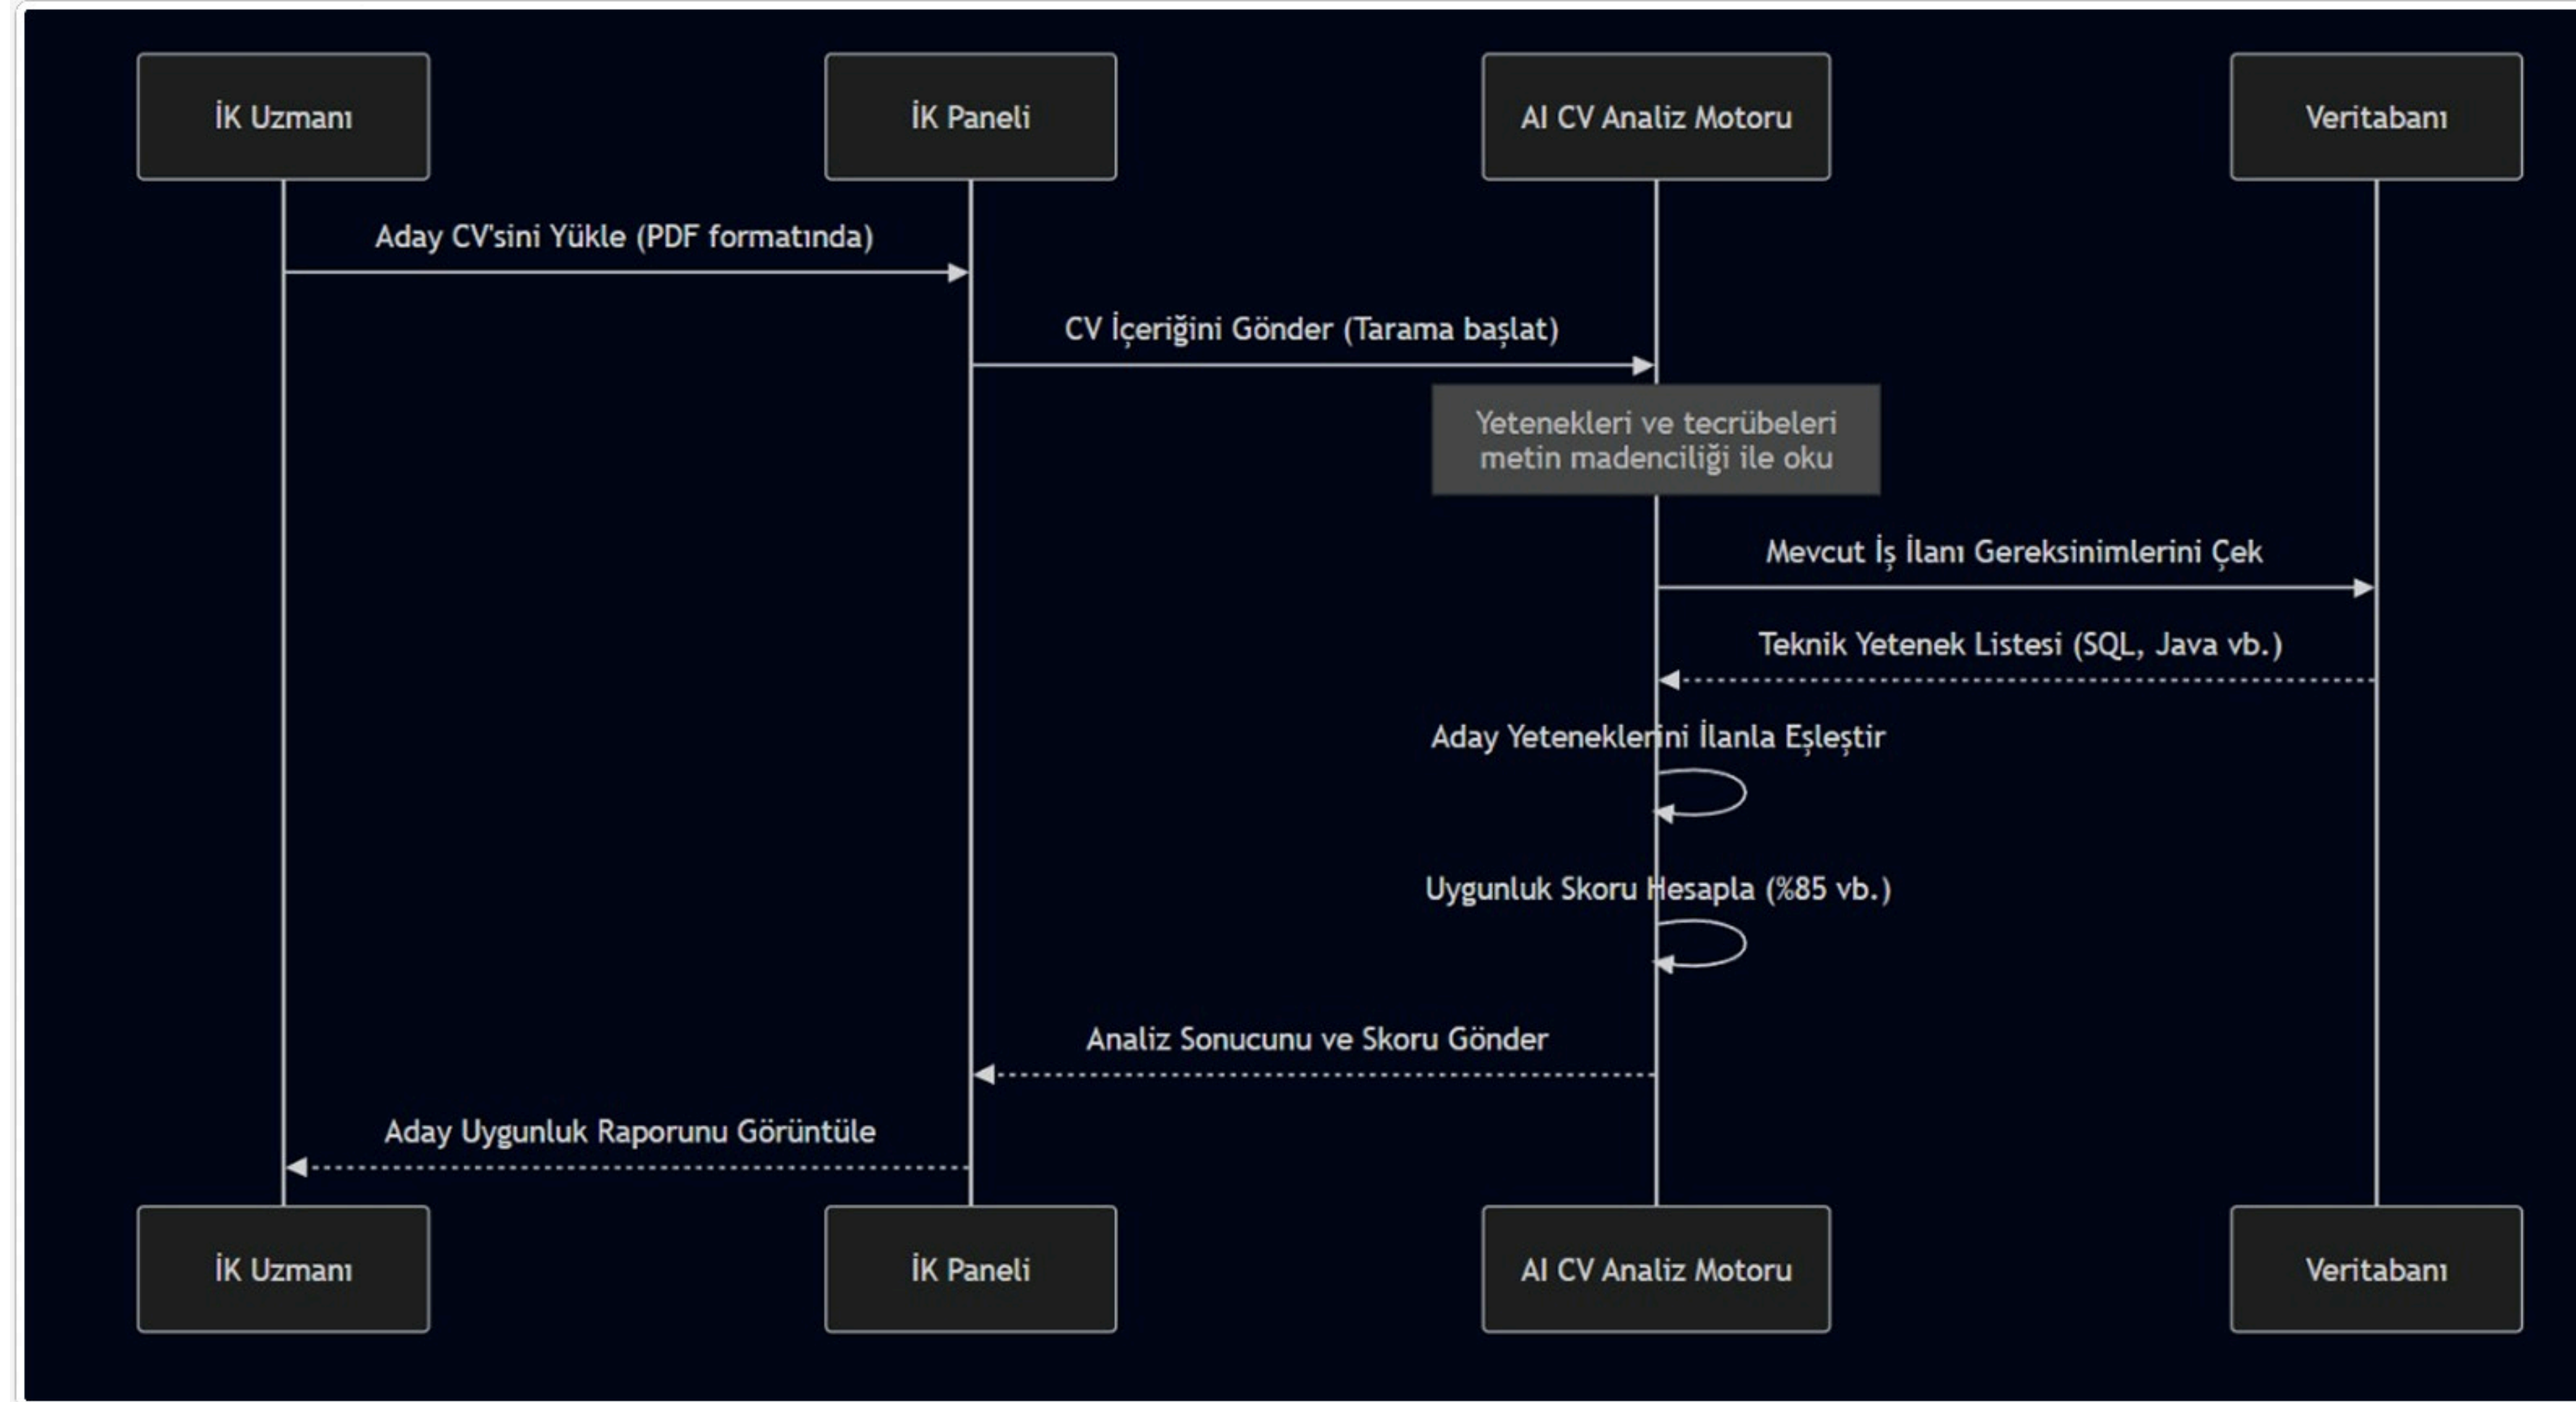 İK Uzmanı
İK Paneli
AI CV Analiz Motoru
Veritabanı
Aday CV'sini Yükle (PDF formatında)
CV İçeriğini Gönder (Tarama başlat)
Yetenekleri ve tecrübeleri
metin madenciliği ile oku
Mevcut İş İlanı Gereksinimlerini Çek
Teknik Yetenek Listesi (SQL, Java vb.)
Aday Yeteneklerini İlanla Eşleştir
Uygunluk Skoru Hesapla (%85 vb.)
Analiz Sonucunu ve Skoru Gönder
Aday Uygunluk Raporunu Görüntüle
İK Uzmanı
İK Paneli
AI CV Analiz Motoru
Veritabanı